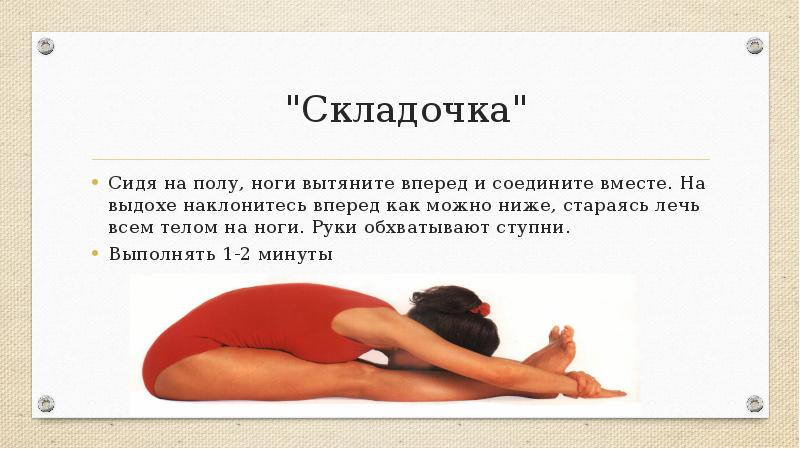 "Складочка"
Сидя на полу, ноги вытяните вперед и соедините вместе. На
выдохе наклонитесь вперед как можно ниже, стараясь лечь
всем телом на ноги. Руки обхватывают ступни.
Выполнять 1-2 минуты